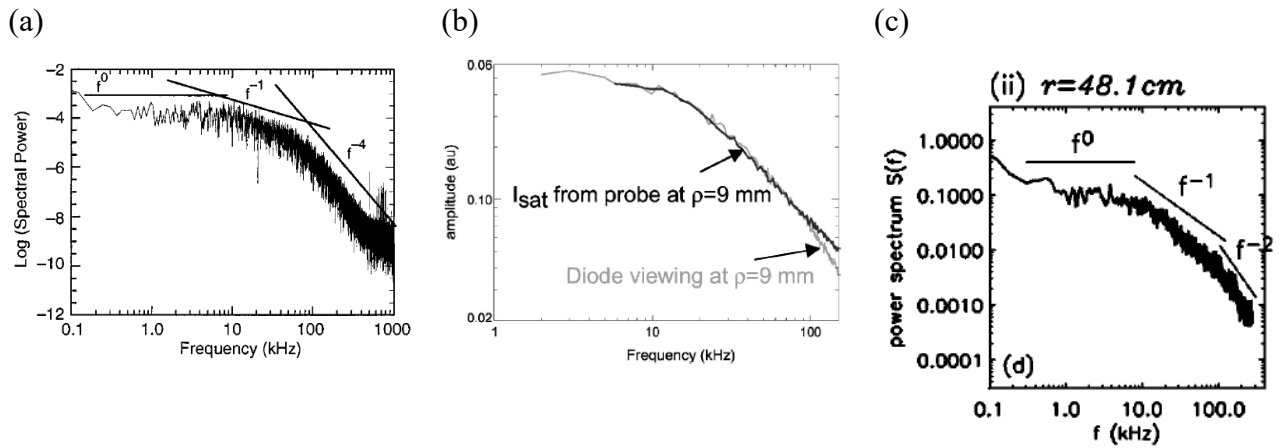 (a)
f⁰
f⁻¹
f⁻⁴
−2
−4
−6
−8
−10
−12
0.1
1.0
10
100
1000
Log (Spectral Power)
Frequency (kHz)
(b)
0.06
0.10
0.02
1
10
100
amplitude (au)
Frequency (kHz)
Isat from probe at ρ=9 mm
Diode viewing at ρ=9 mm
(c)
(ii) r=48.1cm
f⁰
f⁻¹
f⁻²
1.0000
0.1000
0.0100
0.0010
0.0001
(d)
0.1
1.0
10.0
100.0
power spectrum S(f)
f (kHz)